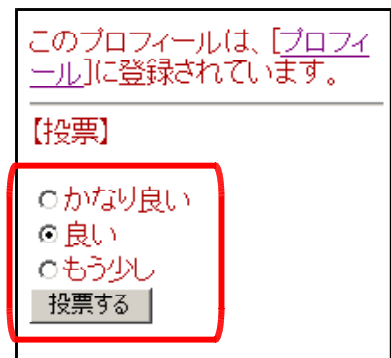 このプロフィールは、[プロフィ
ール]に登録されています。
【投票】
かなり良い
良い
もう少し
投票する